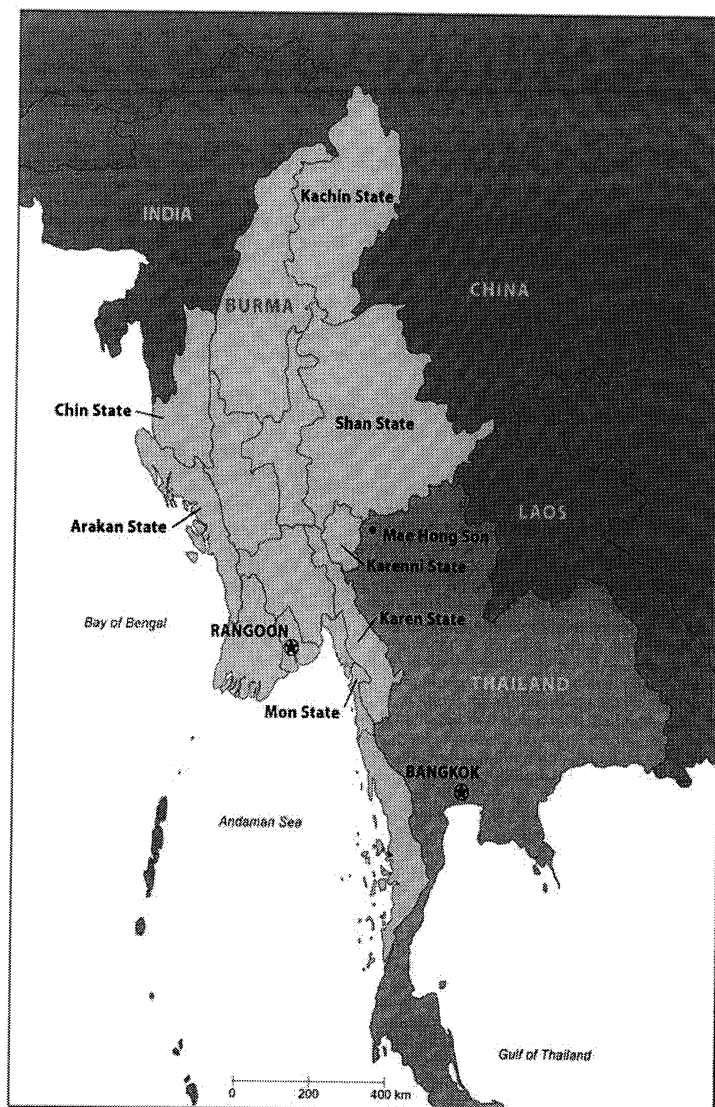 Kachin State
INDIA
CHINA
BURMA
Chin State
Shan State
LAOS
Arakan State
Mae Hong Son
Karenni State
Bay of Bengal
RANGOON
Karen State
THAILAND
Mon State
BANGKOK
Andaman Sea
Gulf of Thailand
0 200 400 km